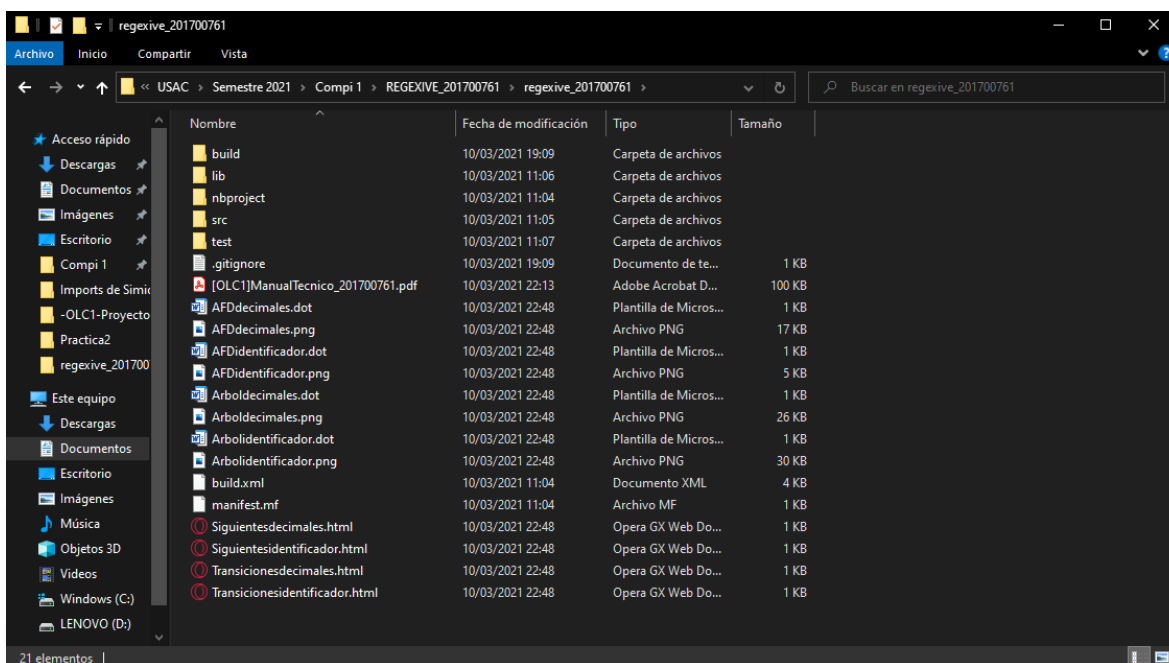 regexive_201700761
Archivo Inicio Compartir Vista
« USAC › Semestre 2021 › Compi 1 › REGEXIVE_201700761 › regexive_201700761 › Buscar en regexive_201700761
Nombre Fecha de modificación Tipo Tamaño
Acceso rápido
Descargas
Documentos
Imágenes
Escritorio
Compi 1
Imports de Simic
-OLC1-Proyecto
Practica2
regexive_201700
Este equipo
Descargas
Documentos
Escritorio
Imágenes
Música
Objetos 3D
Videos
Windows (C:)
LENOVO (D:)
build 10/03/2021 19:09 Carpeta de archivos
lib 10/03/2021 11:06 Carpeta de archivos
nbproject 10/03/2021 11:04 Carpeta de archivos
src 10/03/2021 11:05 Carpeta de archivos
test 10/03/2021 11:07 Carpeta de archivos
.gitignore 10/03/2021 19:09 Documento de te... 1 KB
[OLC1]ManualTecnico_201700761.pdf 10/03/2021 22:13 Adobe Acrobat D... 100 KB
AFDdecimales.dot 10/03/2021 22:48 Plantilla de Micros... 1 KB
AFDdecimales.png 10/03/2021 22:48 Archivo PNG 17 KB
AFDidentificador.dot 10/03/2021 22:48 Plantilla de Micros... 1 KB
AFDidentificador.png 10/03/2021 22:48 Archivo PNG 5 KB
Arboldecimales.dot 10/03/2021 22:48 Plantilla de Micros... 1 KB
Arboldecimales.png 10/03/2021 22:48 Archivo PNG 26 KB
Arbolidentificador.dot 10/03/2021 22:48 Plantilla de Micros... 1 KB
Arbolidentificador.png 10/03/2021 22:48 Archivo PNG 30 KB
build.xml 10/03/2021 11:04 Documento XML 4 KB
manifest.mf 10/03/2021 11:04 Archivo MF 1 KB
Siguientesdecimales.html 10/03/2021 22:48 Opera GX Web Do... 1 KB
Siguientesidentificador.html 10/03/2021 22:48 Opera GX Web Do... 1 KB
Transicionesdecimales.html 10/03/2021 22:48 Opera GX Web Do... 1 KB
Transicionesidentificador.html 10/03/2021 22:48 Opera GX Web Do... 1 KB
21 elementos